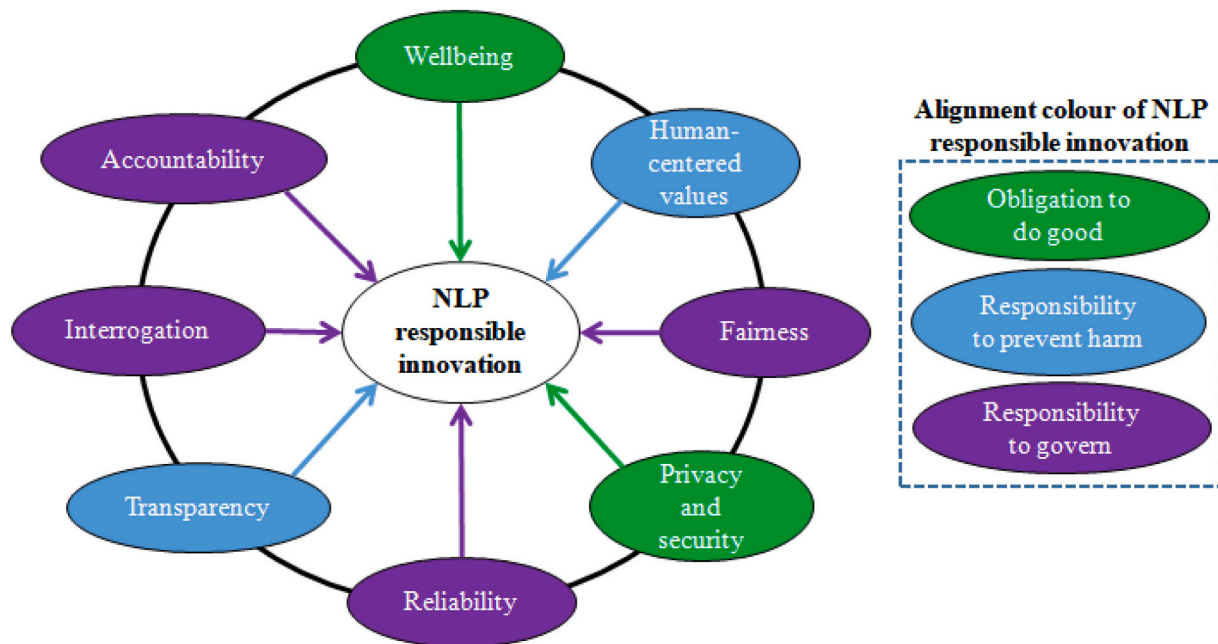 Wellbeing
Human-
centered
values
Accountability
NLP
responsible
innovation
Interrogation
Fairness
Transparency
Privacy
and
security
Reliability
Alignment colour of NLP
responsible innovation
Obligation to
do good
Responsibility
to prevent harm
Responsibility
to govern